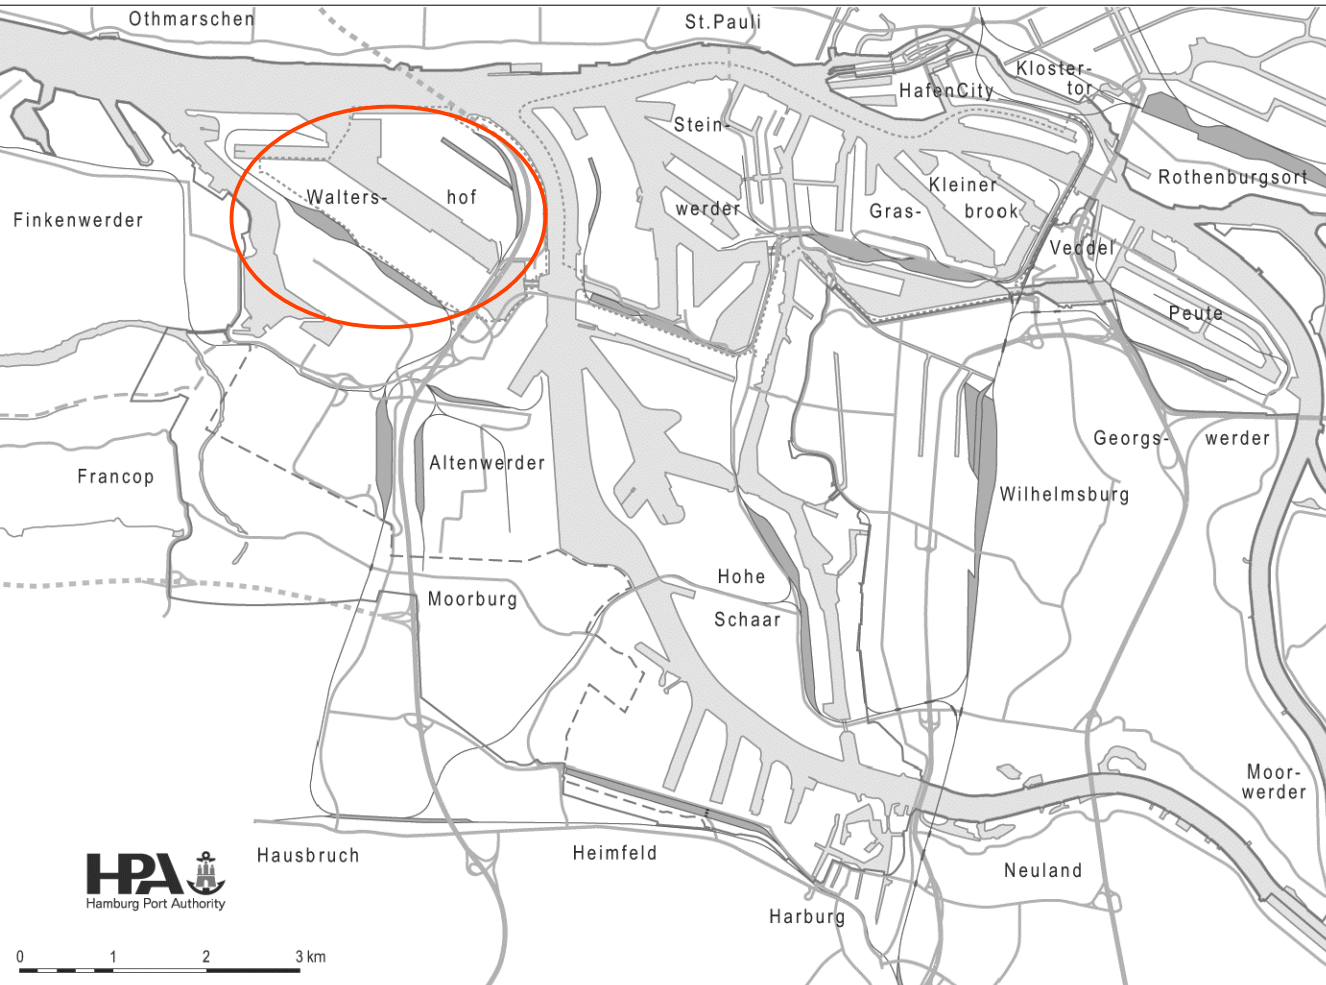 Othmarschen
St.Pauli
Kloster-
tor
HafenCity
Stein-
werder
Rothenburgsort
Walters-
hof
Kleiner
Gras-
brook
Finkenwerder
Veddel
Peute
Georgs-
werder
Altenwerder
Francop
Wilhelmsburg
Hohe
Schaar
Moorburg
Moor-
werder
Hausbruch
Heimfeld
Neuland
Harburg
HPA
Hamburg Port Authority
0 1 2 3 km